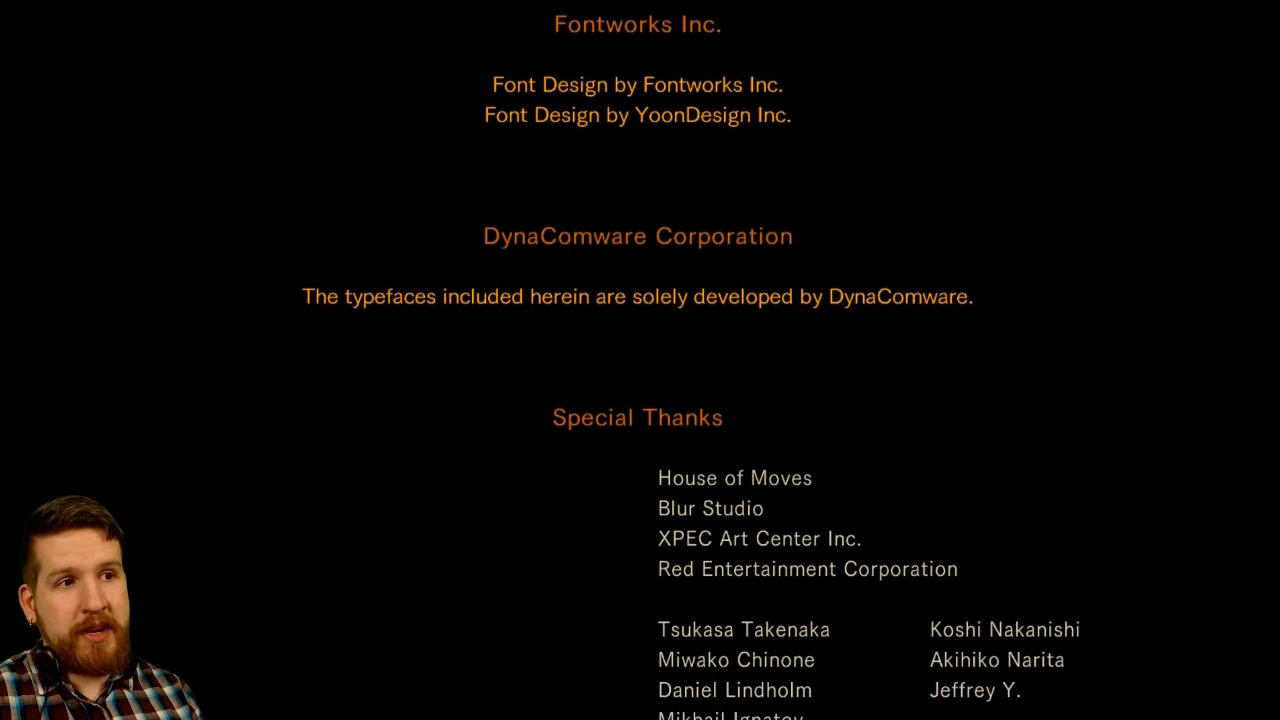 Fontworks Inc.
Font Design by Fontworks Inc.
Font Design by YoonDesign Inc.
DynaComware Corporation
The typefaces included herein are solely developed by DynaComware.
Special Thanks
House of Moves
Blur Studio
XPEC Art Center Inc.
Red Entertainment Corporation
Tsukasa Takenaka Koshi Nakanishi
Miwako Chinone Akihiko Narita
Daniel Lindholm Jeffrey Y.
Mikhail Ignatov